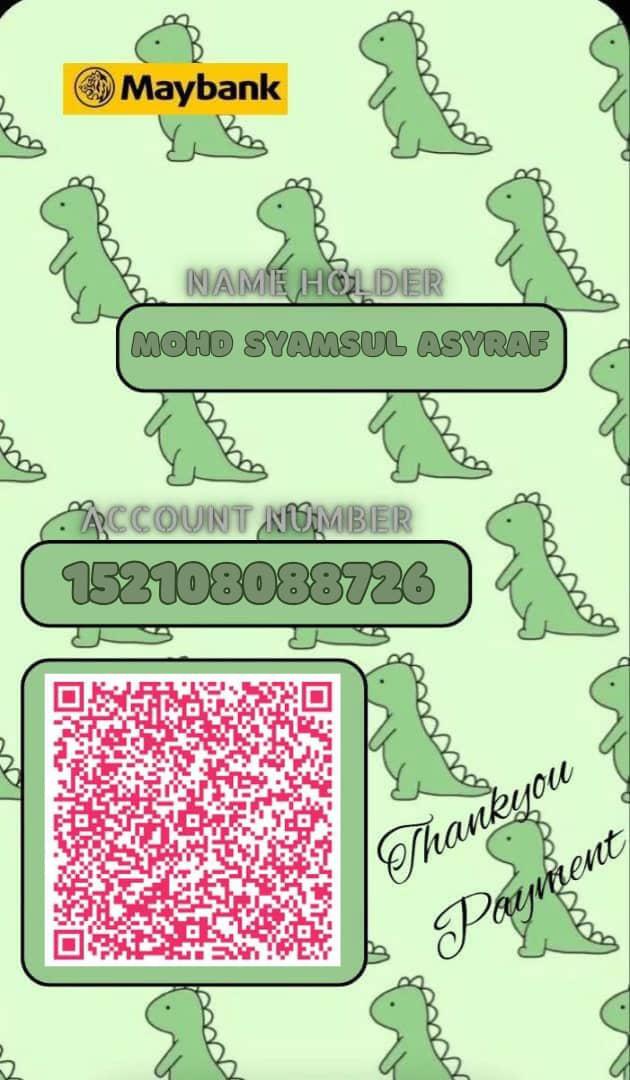 Maybank
NAME HOLDER
MOHD SYAMSUL ASYRAF
ACCOUNT NUMBER
152108088726
Thankyou
Payment